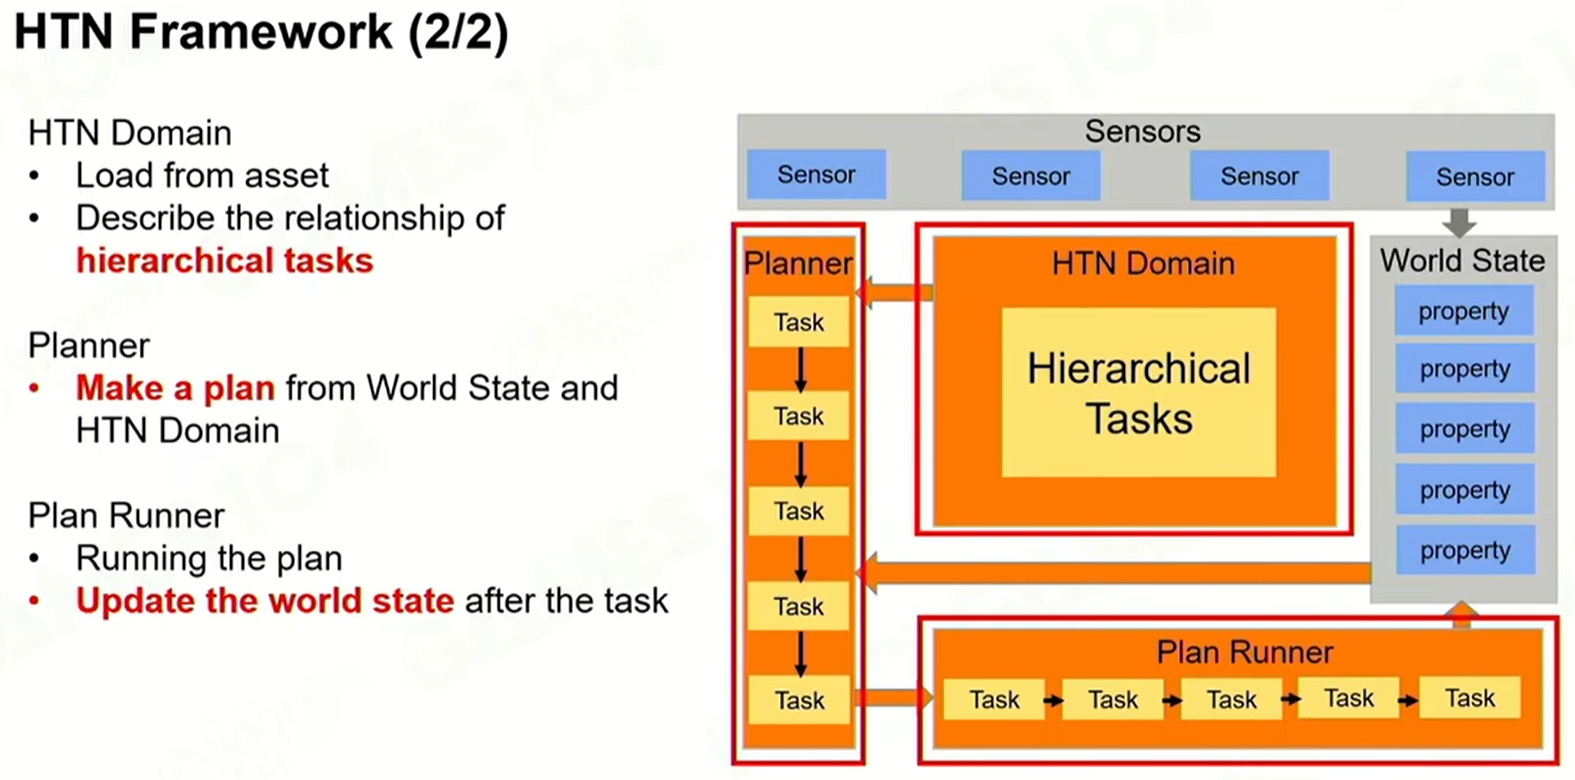 HTN Framework (2/2)
HTN Domain
• Load from asset
• Describe the relationship of
hierarchical tasks
Planner
• Make a plan from World State and
HTN Domain
Plan Runner
• Running the plan
• Update the world state after the task
Sensors
Sensor
Sensor
Sensor
Sensor
Planner
Task
Task
Task
Task
Task
HTN Domain
Hierarchical
Tasks
World State
property
property
property
property
property
Plan Runner
Task
Task
Task
Task
Task
GAMES104